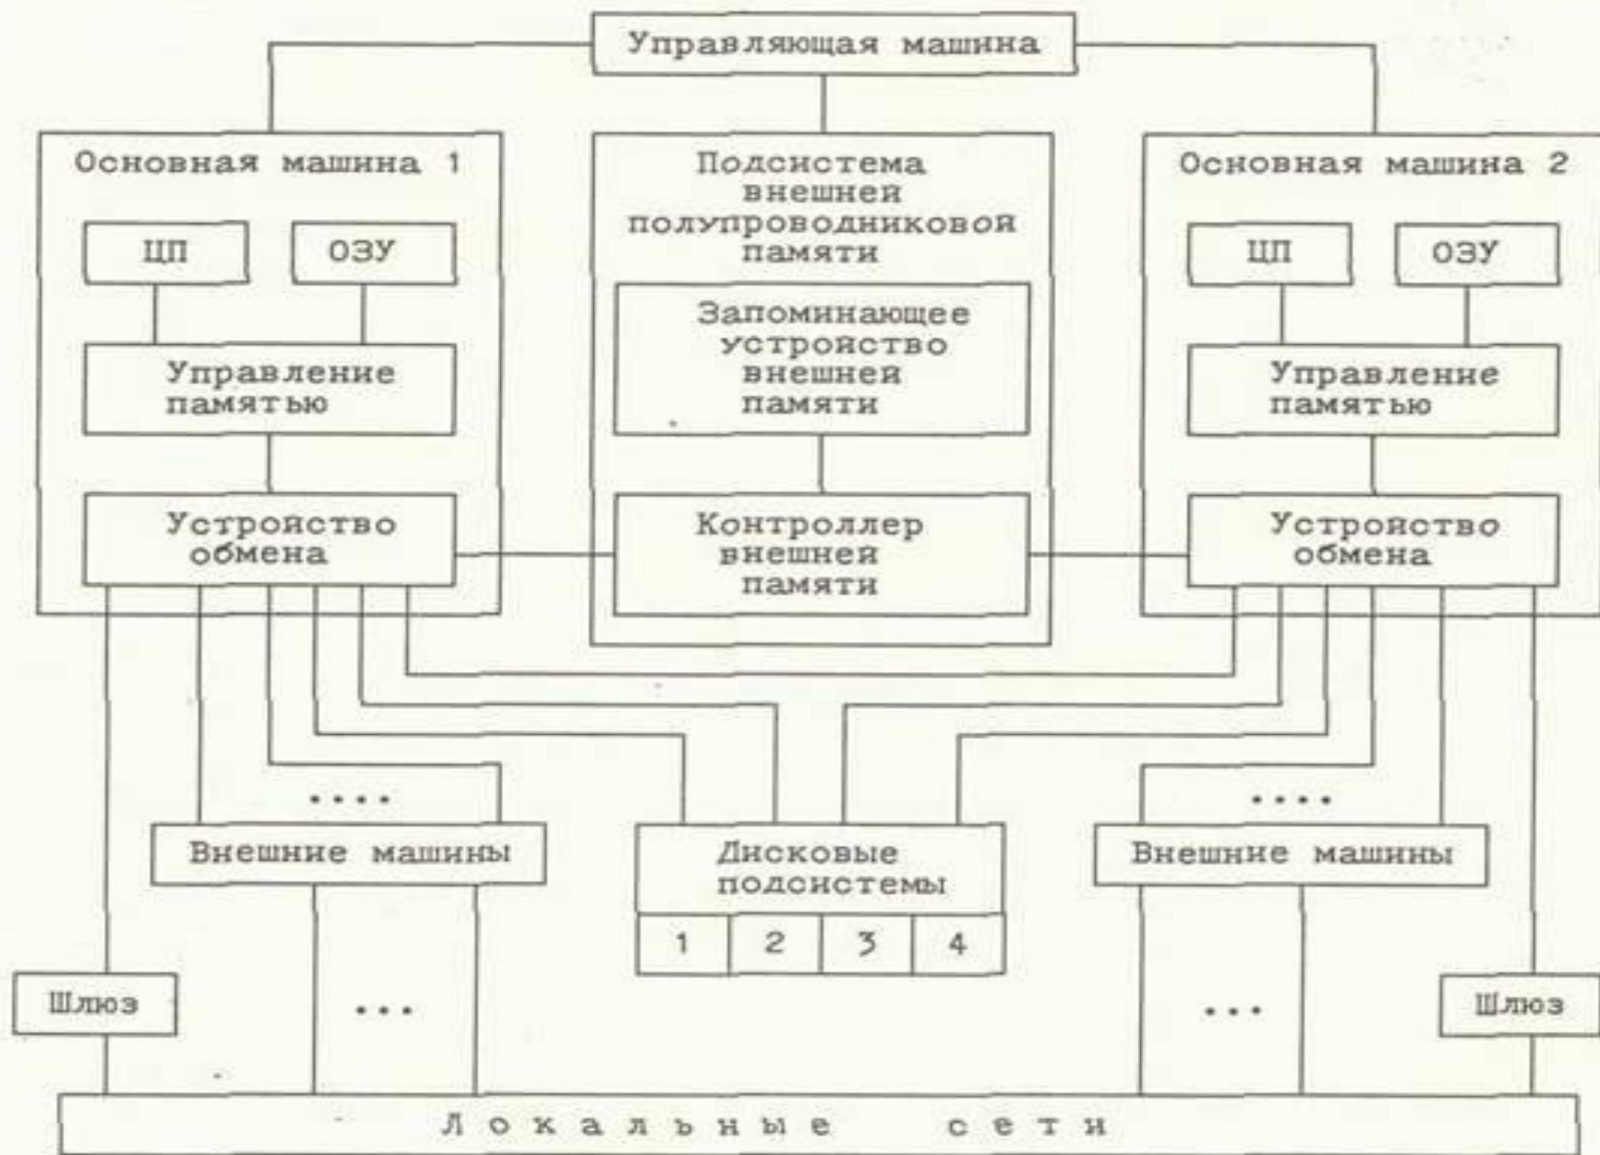 Управляющая машина
Основная машина 1
ЦП
ОЗУ
Управление
памятью
Устройство
обмена
Подсистема
внешней
полупроводниковой
памяти
Запоминающее
устройство
внешней
памяти
Контроллер
внешней
памяти
Основная машина 2
ЦП
ОЗУ
Управление
памятью
Устройство
обмена
....
Внешние машины
Дисковые
подсистемы
1 2 3 4
....
Внешние машины
Шлюз
...
...
Шлюз
Локальные сети